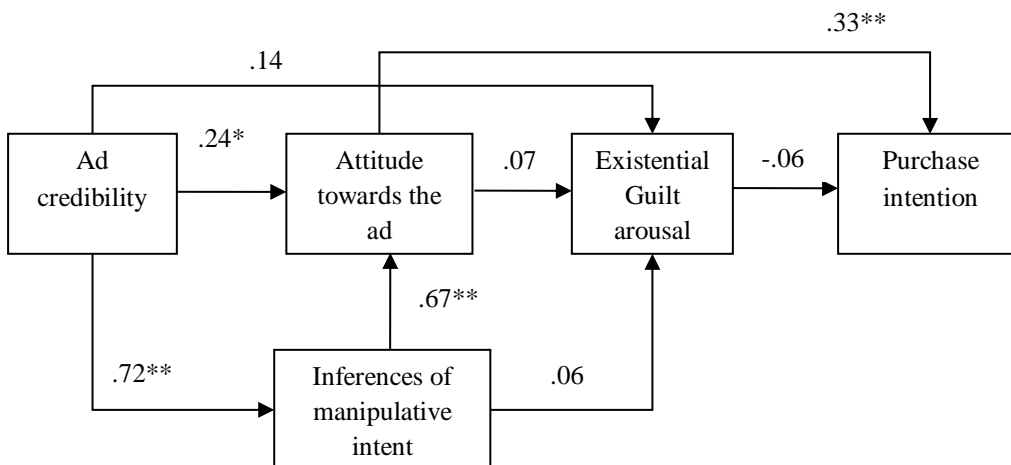 .33**
.14
.24*
Ad
credibility
Attitude
towards the
ad
.07
Existential
Guilt
arousal
-.06
Purchase
intention
.67**
.72**
Inferences of
manipulative
intent
.06